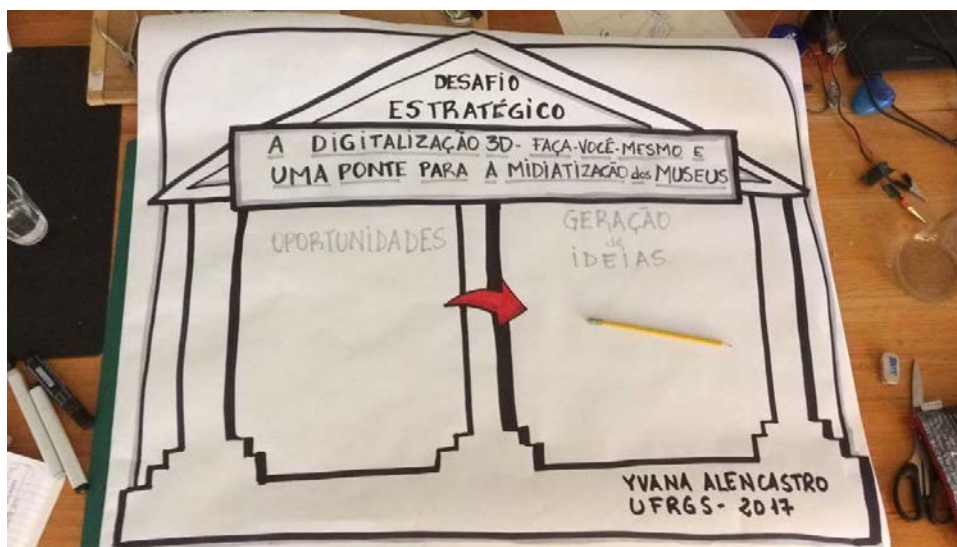 DESAFIO
ESTRATÉGICO
A DIGITALIZAÇÃO 3D - FAÇA-VOCÊ-MESMO E
UMA PONTE PARA A MIDIATIZAÇÃO dos MUSEUS
OPORTUNIDADES
GERAÇÃO
de
IDEIAS
YVANA ALENCASTRO
UFRGS - 2017